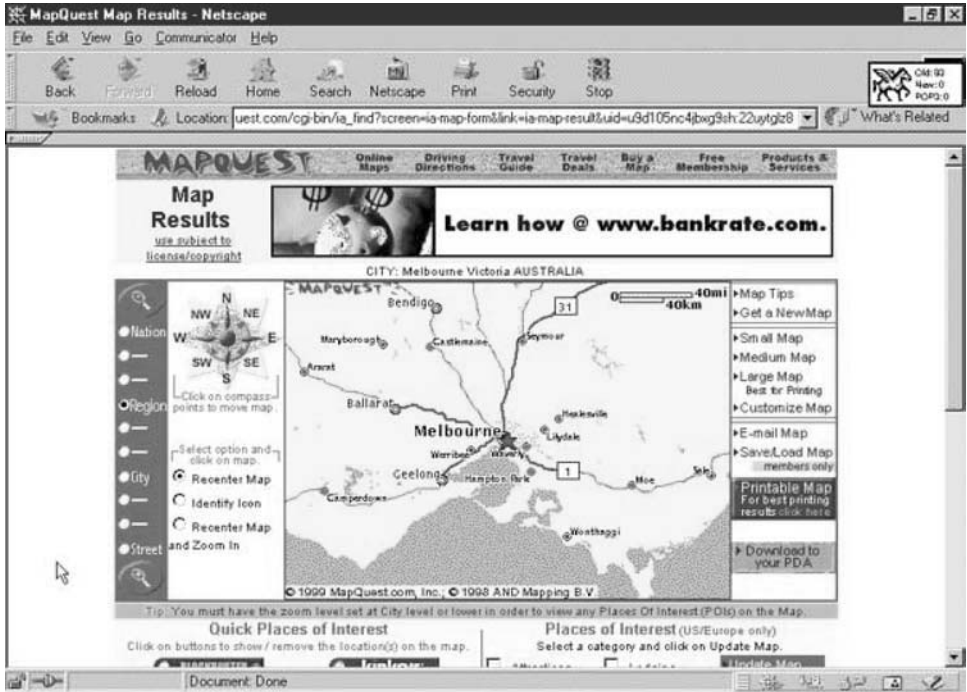 MapQuest Map Results - Netscape
File Edit View Go Communicator Help
Back Forward Reload Home Search Netscape Print Security Stop
Old: 93
New: 0
POP3: 0
Bookmarks Location: uest.com/cgi-bin/ia_find?screen=ia-map-form&link=ia-map-result&uid=u9d105nc4jbxg9sh:22uytglz8 What's Related
MAPQUEST
Online Maps
Driving Directions
Travel Guide
Travel Deals
Buy a Map
Free Membership
Products & Services
Map
Results
use subject to
license/copyright
Learn how @ www.bankrate.com.
CITY: Melbourne Victoria AUSTRALIA
Nation
Region
City
Street
N
NW NE
W E
SW SE
S
Click on compass
points to move map.
Select option and
click on map.
Recenter Map
Identify Icon
Recenter Map
and Zoom In
MAPQUEST
0 40mi
40km
31
Bendigo
Maryborough
Castlemaine
Seymour
Ararat
Ballarat
Healesville
Melbourne
Lilydale
Werribee
Waverly
Geelong
Hampton Park
1
Moe
Sale
Camperdown
Wonthaggi
© 1999 MapQuest.com, Inc.; © 1998 AND Mapping B.V.
Map Tips
Get a New Map
Small Map
Medium Map
Large Map
Best for Printing
Customize Map
E-mail Map
Save/Load Map
members only
Printable Map
For best printing
results click here
Download to
your PDA
Tip: You must have the zoom level set at City level or lower in order to view any Places Of Interest (POIs) on the Map.
Quick Places of Interest
Click on buttons to show / remove the location(s) on the map.
Places of Interest (US/Europe only)
Select a category and click on Update Map.
Attractions
Lodging
Update Map
Document: Done